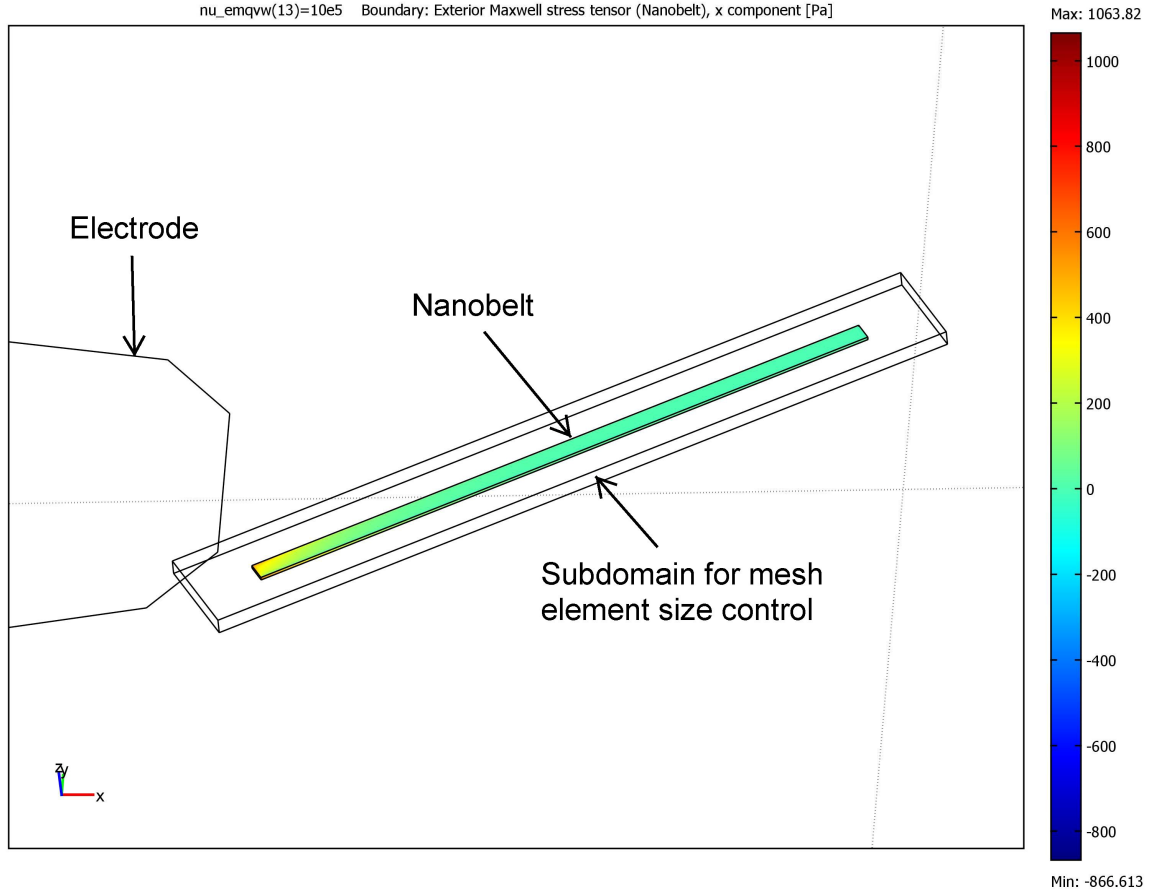 nu_emqvw(13)=10e5 Boundary: Exterior Maxwell stress tensor (Nanobelt), x component [Pa]
Max: 1063.82
1000
800
600
400
200
0
-200
-400
-600
-800
Min: -866.613
Electrode
Nanobelt
Subdomain for mesh
element size control
z
y
x